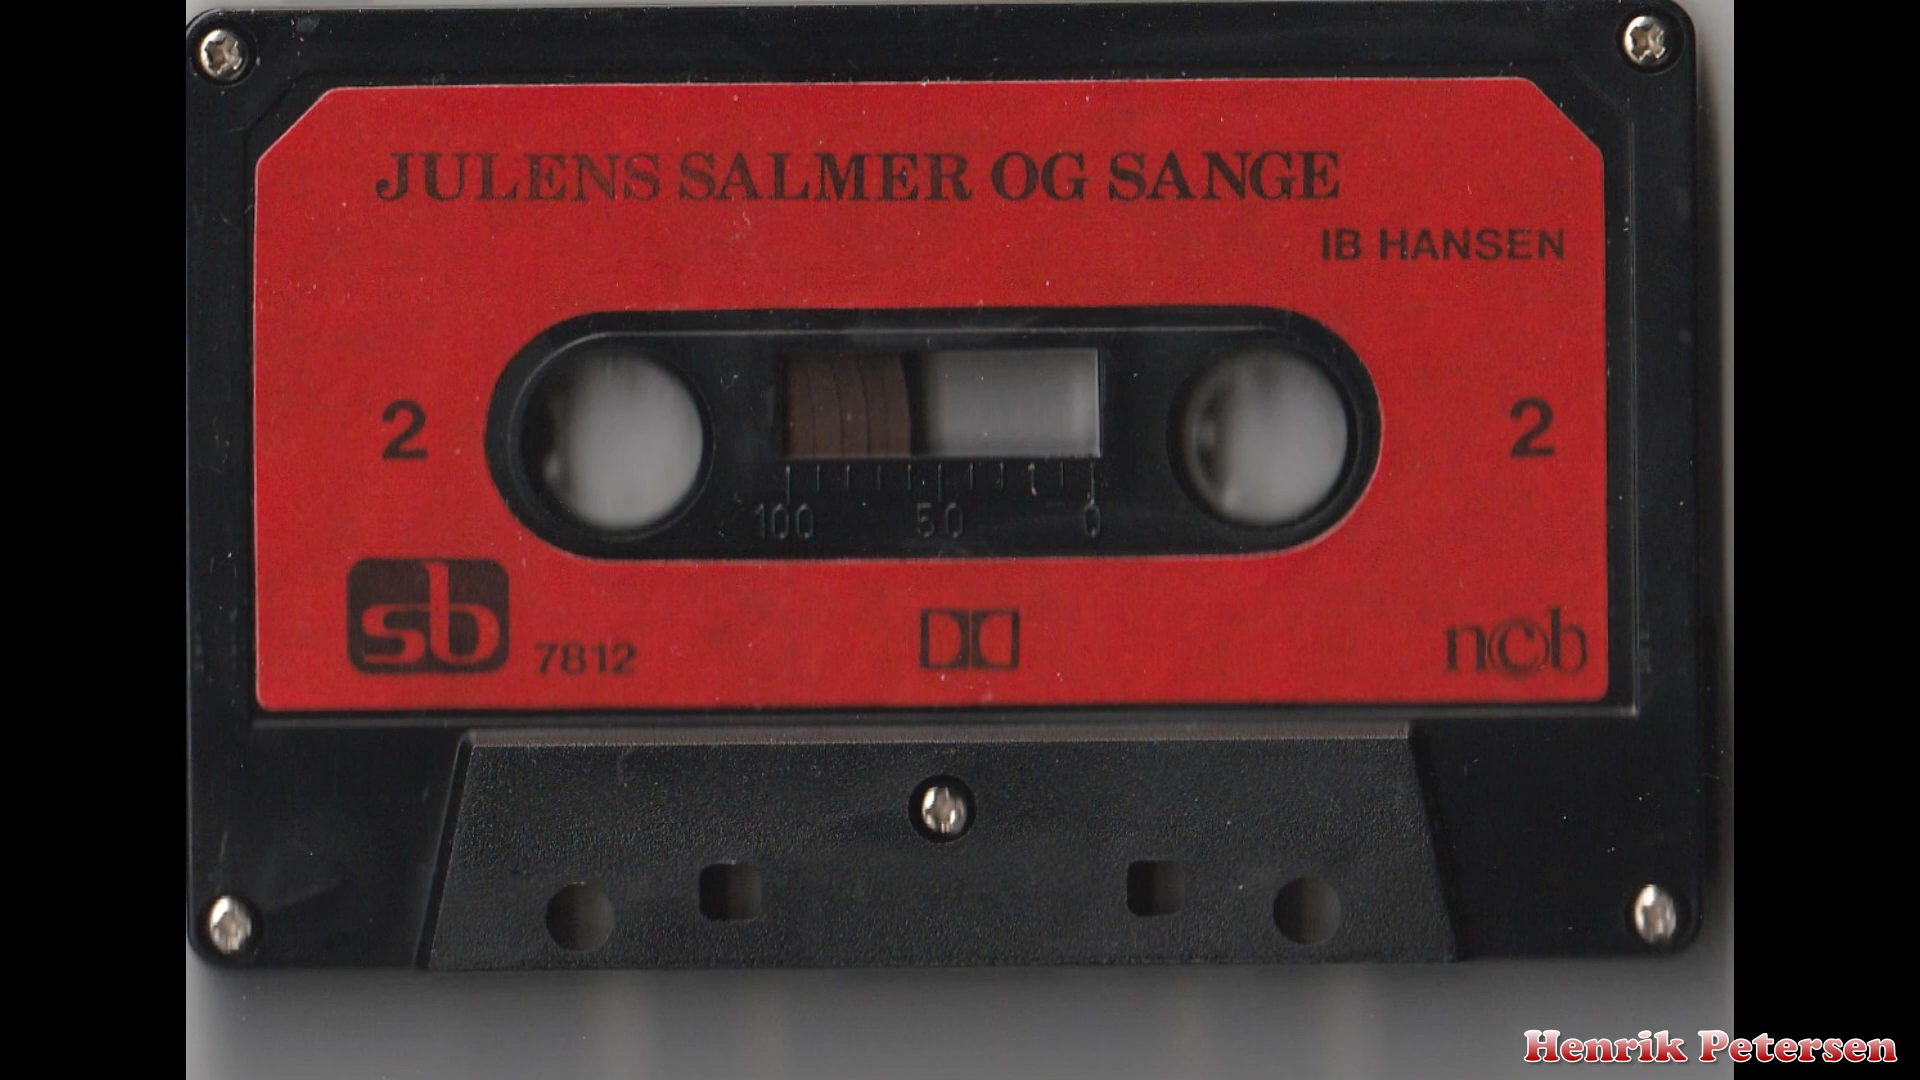 JULENS SALMER OG SANGE
IB HANSEN
2
2
100 50 0
sb 7812
ncb
Henrik Petersen